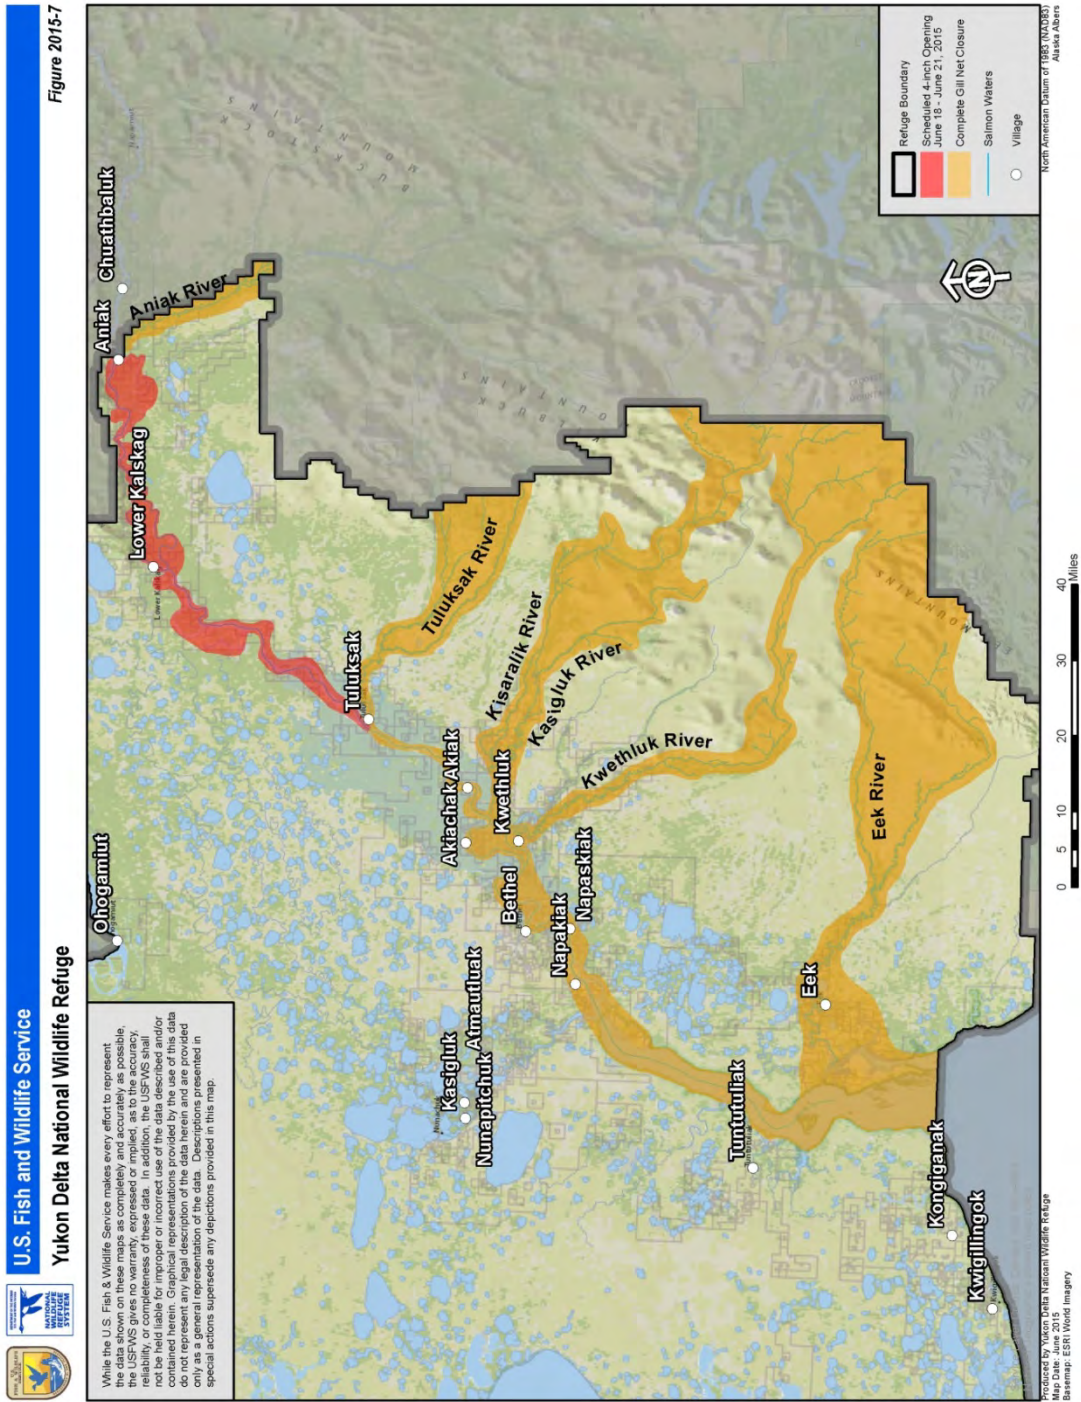 U.S. Fish and Wildlife Service
Yukon Delta National Wildlife Refuge
Figure 2015-7
NATIONAL
WILDLIFE
REFUGE
SYSTEM
While the U.S. Fish & Wildlife Service makes every effort to represent
the data shown on these maps as completely and accurately as possible,
the USFWS gives no warranty, expressed or implied, as to the accuracy,
reliability, or completeness of these data. In addition, the USFWS shall
not be held liable for improper or incorrect use of the data described and/or
contained herein. Graphical representations provided by the use of this data
do not represent any legal description of the data herein and are provided
only as a general representation of the data. Descriptions presented in
special actions supersede any depictions provided in this map.
Ohogamiut
Aniak
Chuathbaluk
Napamiut
Aniak River
Lower Kalskag
BUCKSTOCK
MOUNTAINS
Tuluksak
Tuluksak River
KILBUCK
MOUNTAINS
Akiachak
Akiak
Kisaralik River
Kasigluk River
Kwethluk
Kwethluk River
Bethel
Napakiak
Napaskiak
Kasigluk
Nunapitchuk
Atmautluak
Tuntutuliak
Eek
Eek River
MOUNTAINS
Kongiganak
Kwigillingok
N
Refuge Boundary
Scheduled 4-inch Opening
June 18 - June 21, 2015
Complete Gill Net Closure
Salmon Waters
Village
Produced by Yukon Delta Natioanl Wildlife Refuge
Map Date: June 2015
Basemap: ESRI World Imagery
0 5 10 20 30 40
Miles
North American Datum of 1983 (NAD83)
Alaska Albers